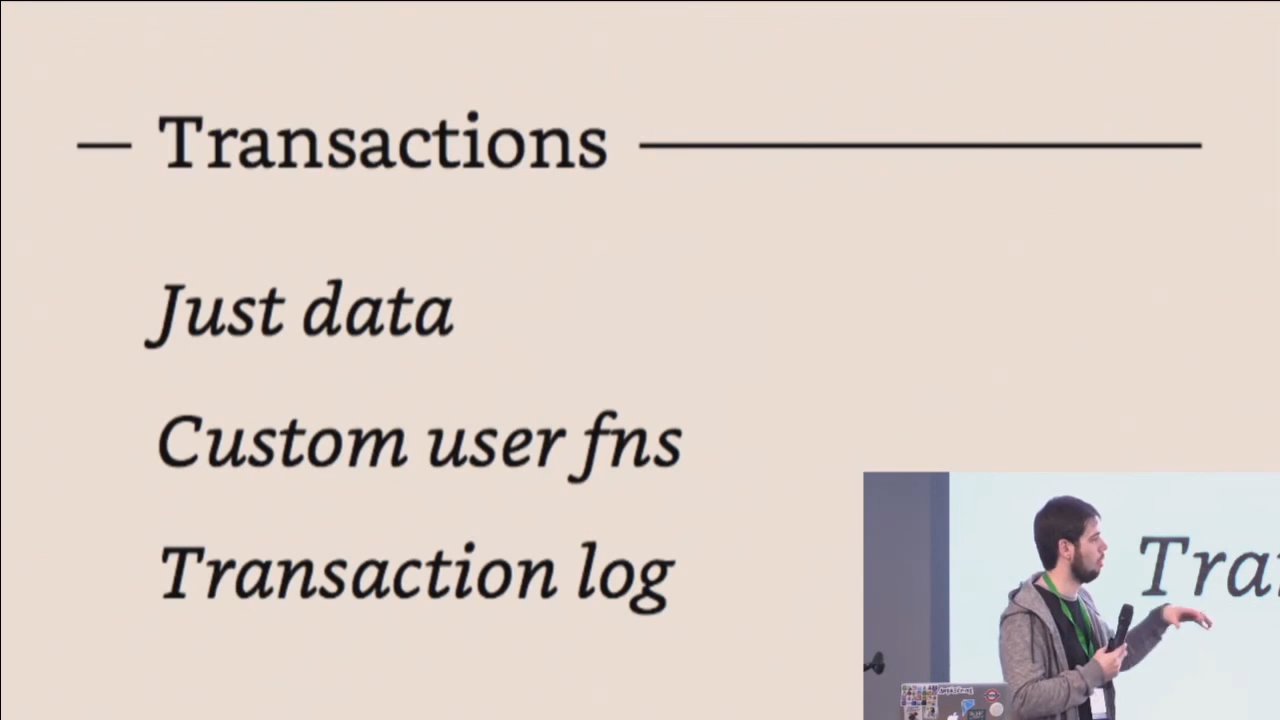 Transactions
Just data
Custom user fns
Transaction log
Tra